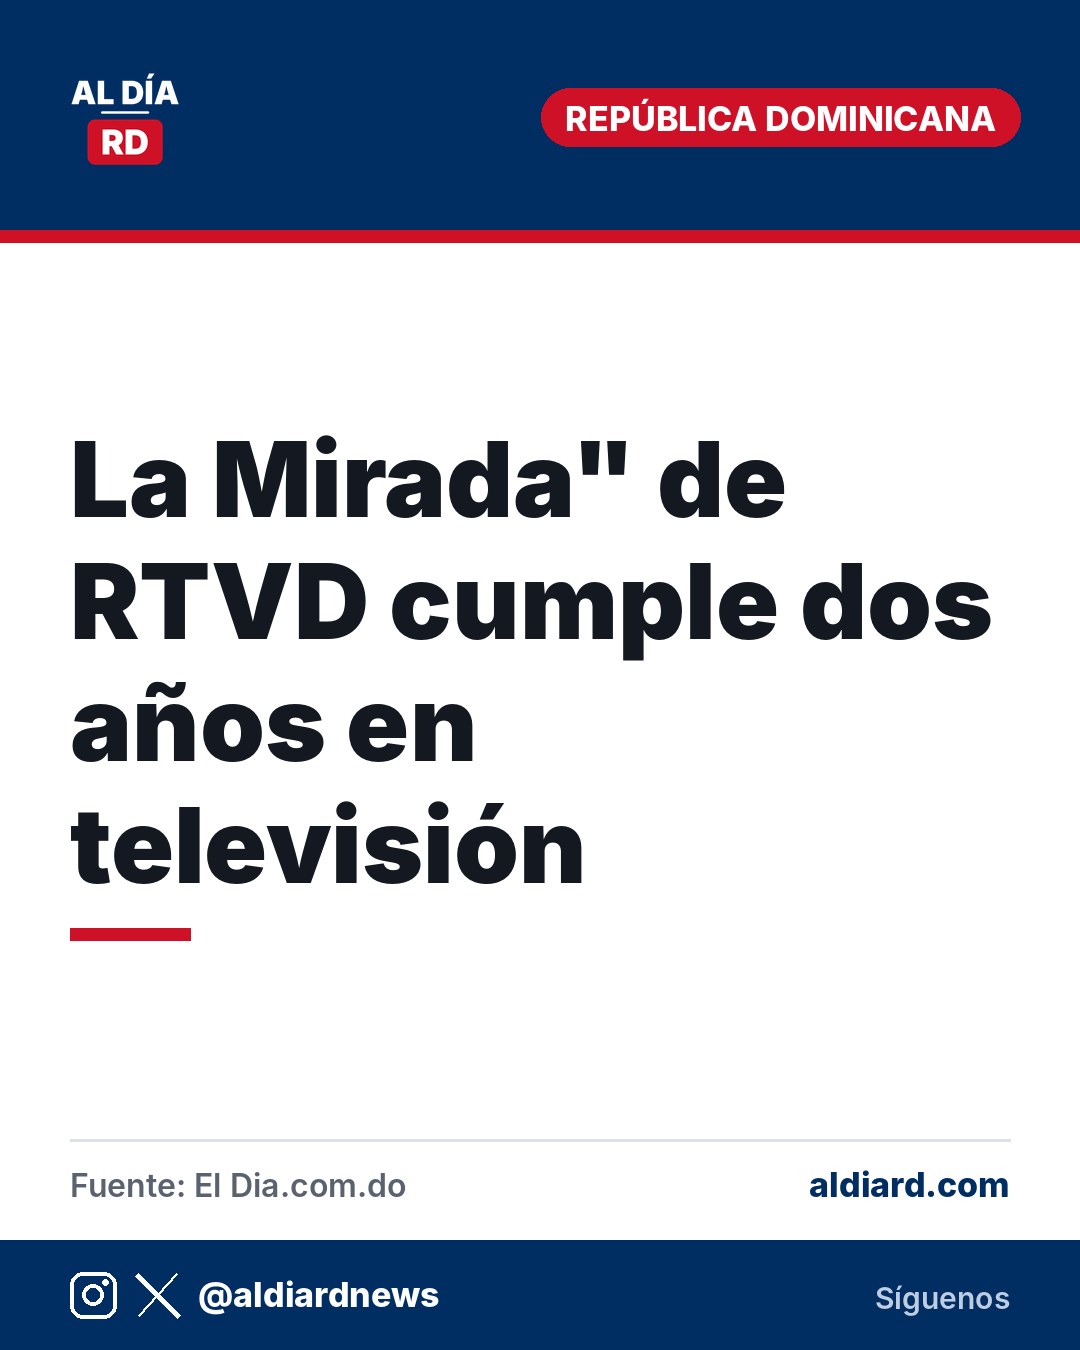 AL DÍA
RD
REPÚBLICA DOMINICANA
La Mirada" de
RTVD cumple dos
años en
televisión
Fuente: El Dia.com.do
aldiard.com
@aldiardnews
Síguenos